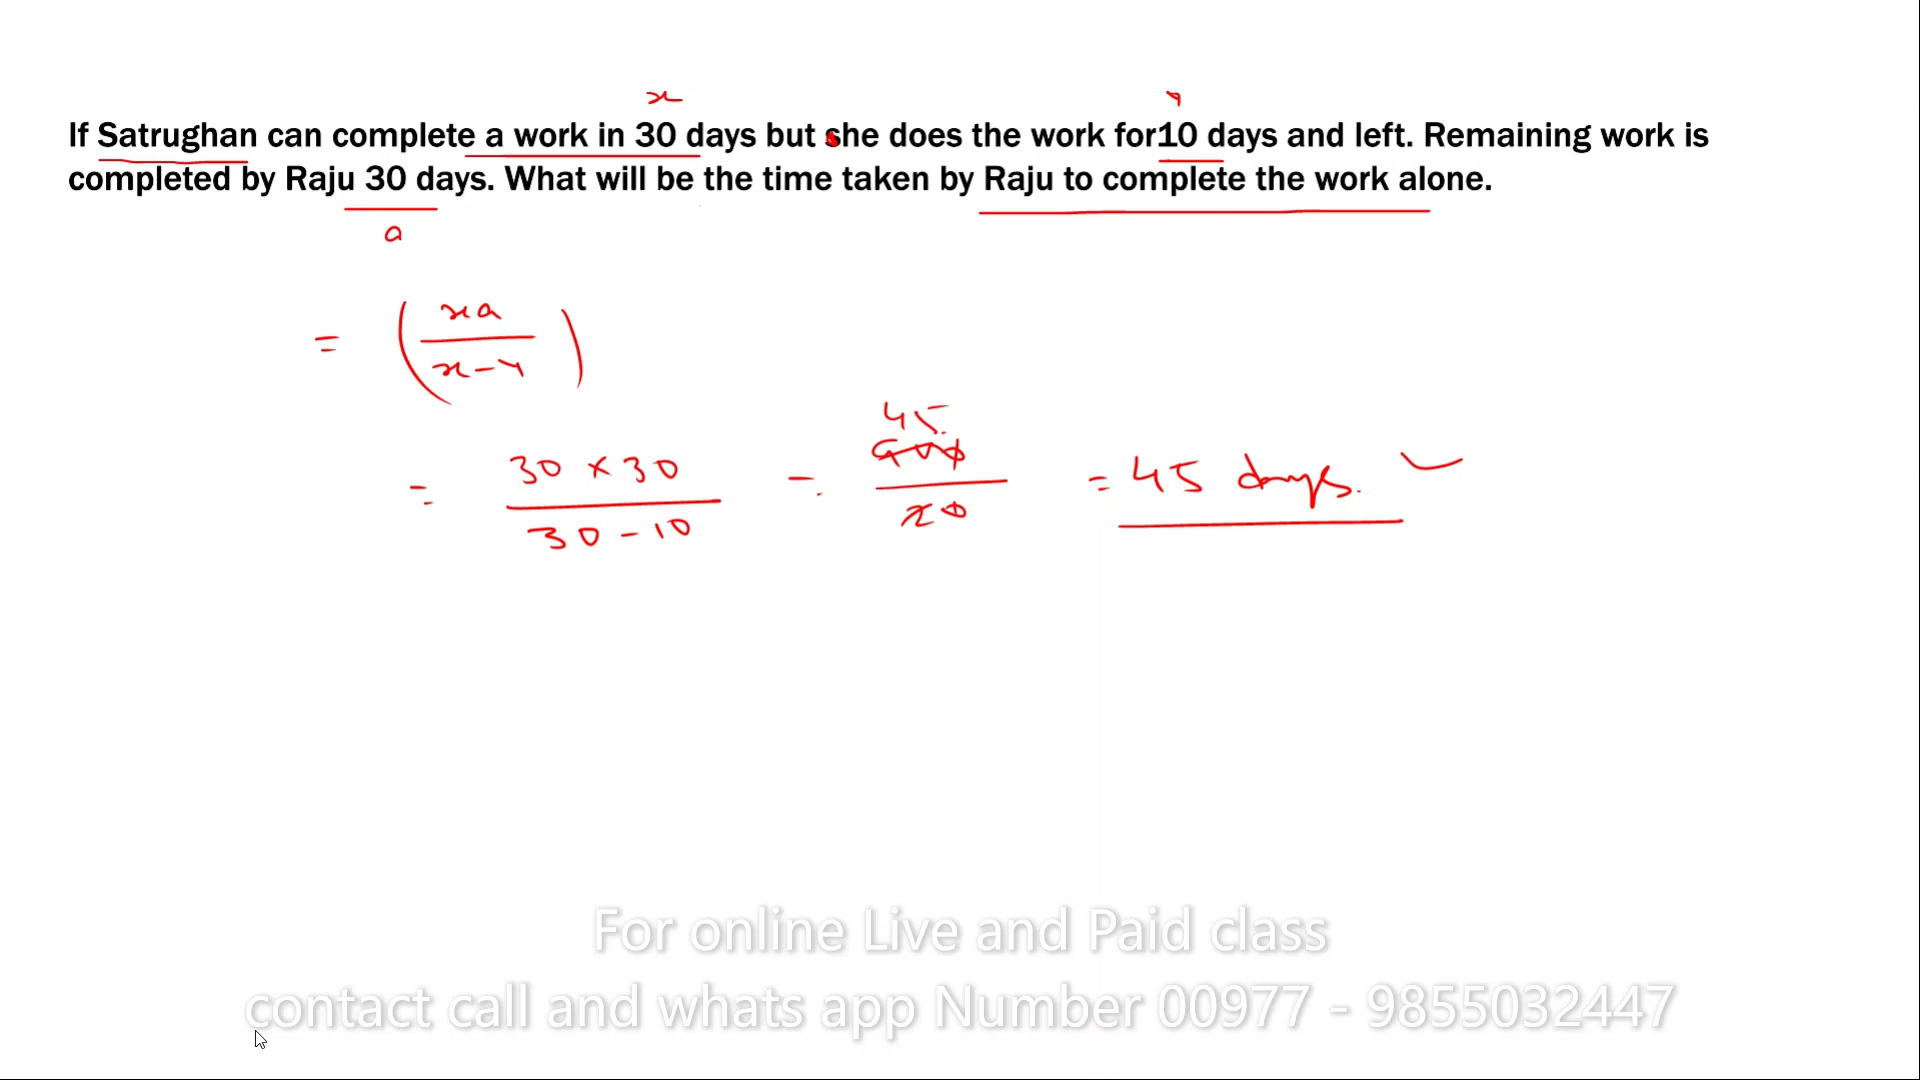 x y
If Satrughan can complete a work in 30 days but she does the work for10 days and left. Remaining work is
completed by Raju 30 days. What will be the time taken by Raju to complete the work alone.
a
= (xa / x-y)
= 30 × 30 / 30 - 10 = 900 / 20 45 = 45 days.
For online Live and Paid class
contact call and whats app Number 00977 - 9855032447